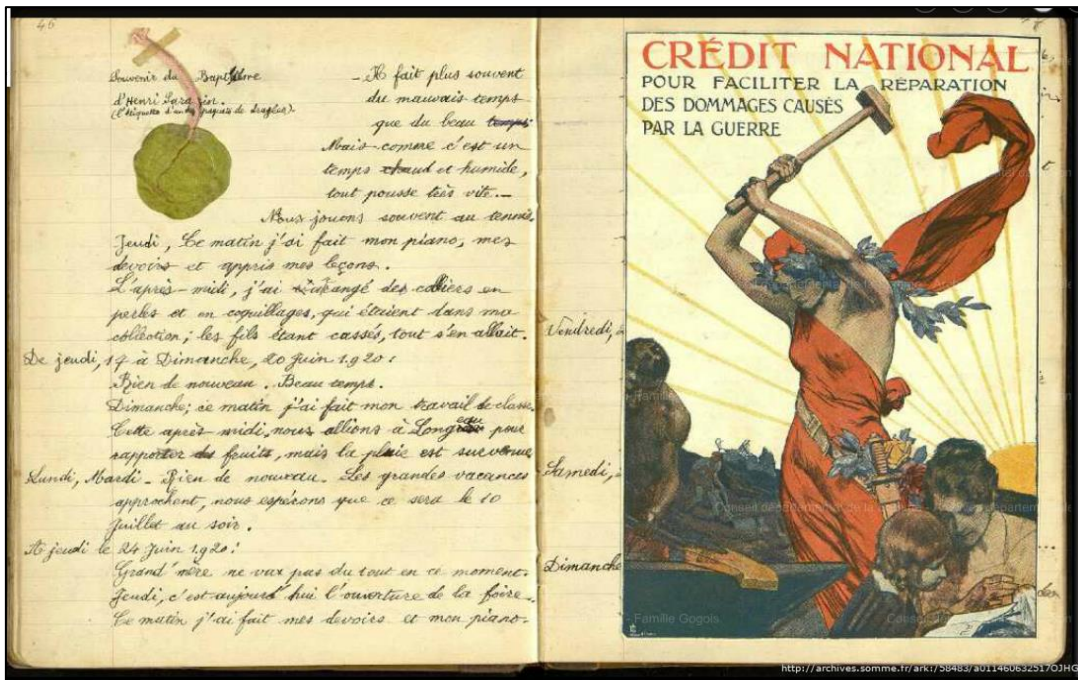 46
Souvenir du Baptême
d'Henri Sarazin.
(l'étiquette d'un paquet de Dragées).
- Il fait plus souvent
du mauvais temps
que du beau temps
Mais comme c'est un
temps chaud et humide,
tout pousse très vite. -
Nous jouons souvent au tennis
Jeudi, Ce matin j'ai fait mon piano, mes
devoirs et appris mes leçons.
L'après-midi, j'ai réarrangé des colliers en
perles et en coquillages, qui étaient dans ma
collection; les fils étant cassés, tout s'en allait.
De jeudi, 17 à Dimanche, 20 Juin 1920:
Rien de nouveau. Beau temps.
Dimanche; ce matin j'ai fait mon travail de classe.
Cette après midi, nous allions à Longueau pour
rapporter des fruits, mais la pluie est survenue
Lundi, Mardi - Rien de nouveau. Les grandes vacances
approchent, nous espérons que ce sera le 10
Juillet au soir.
A jeudi le 24 Juin 1920:
Grand'mère ne va pas du tout en ce moment.
Jeudi, c'est aujourd'hui l'ouverture de la foire.
Ce matin j'ai fait mes devoirs et mon piano.
Vendredi,
Samedi,
Dimanche
CRÉDIT NATIONAL
POUR FACILITER LA RÉPARATION
DES DOMMAGES CAUSÉS
PAR LA GUERRE
Conseil départemental de la
- Famille Gogois
http://archives.somme.fr/ark:/58483/a011460632517OJHG